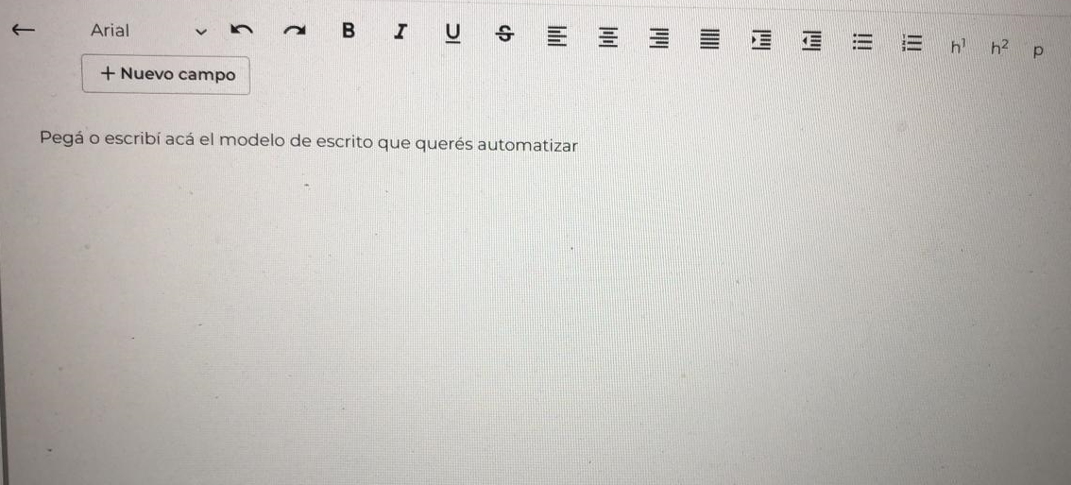 Arial B I U S h¹ h² p
+ Nuevo campo
Pegá o escribí acá el modelo de escrito que querés automatizar